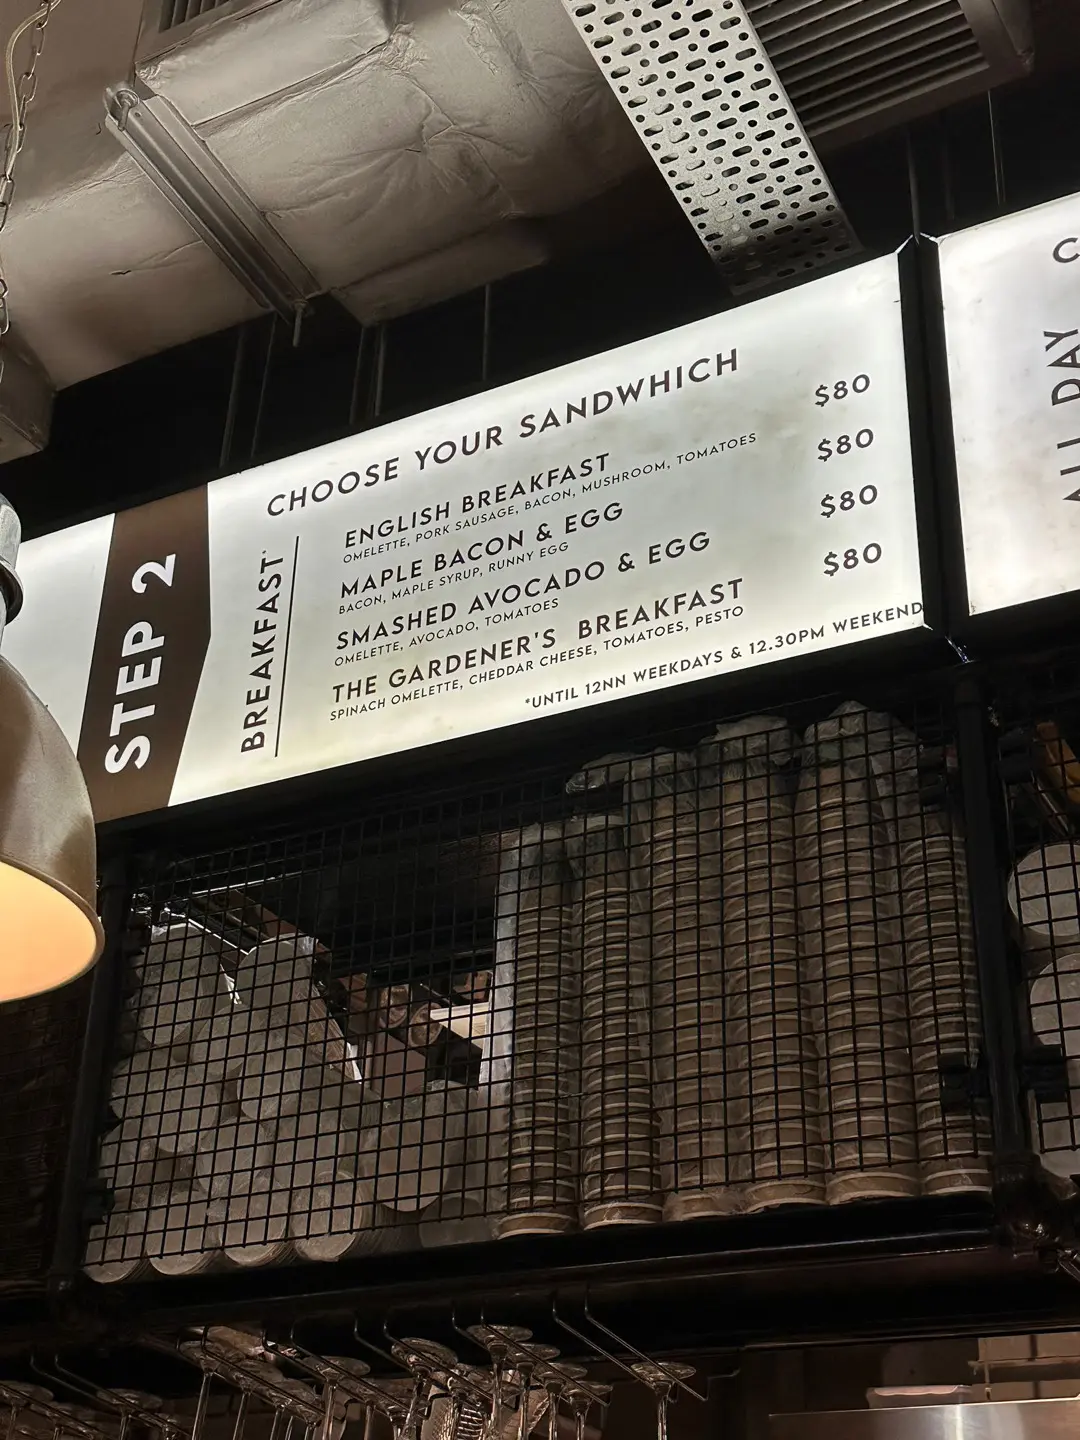 STEP 2
CHOOSE YOUR SANDWHICH
BREAKFAST*
ENGLISH BREAKFAST $80
OMELETTE, PORK SAUSAGE, BACON, MUSHROOM, TOMATOES
MAPLE BACON & EGG $80
BACON, MAPLE SYRUP, RUNNY EGG
SMASHED AVOCADO & EGG $80
OMELETTE, AVOCADO, TOMATOES
THE GARDENER'S BREAKFAST $80
SPINACH OMELETTE, CHEDDAR CHEESE, TOMATOES, PESTO
*UNTIL 12NN WEEKDAYS & 12.30PM WEEKEND
ALL DAY